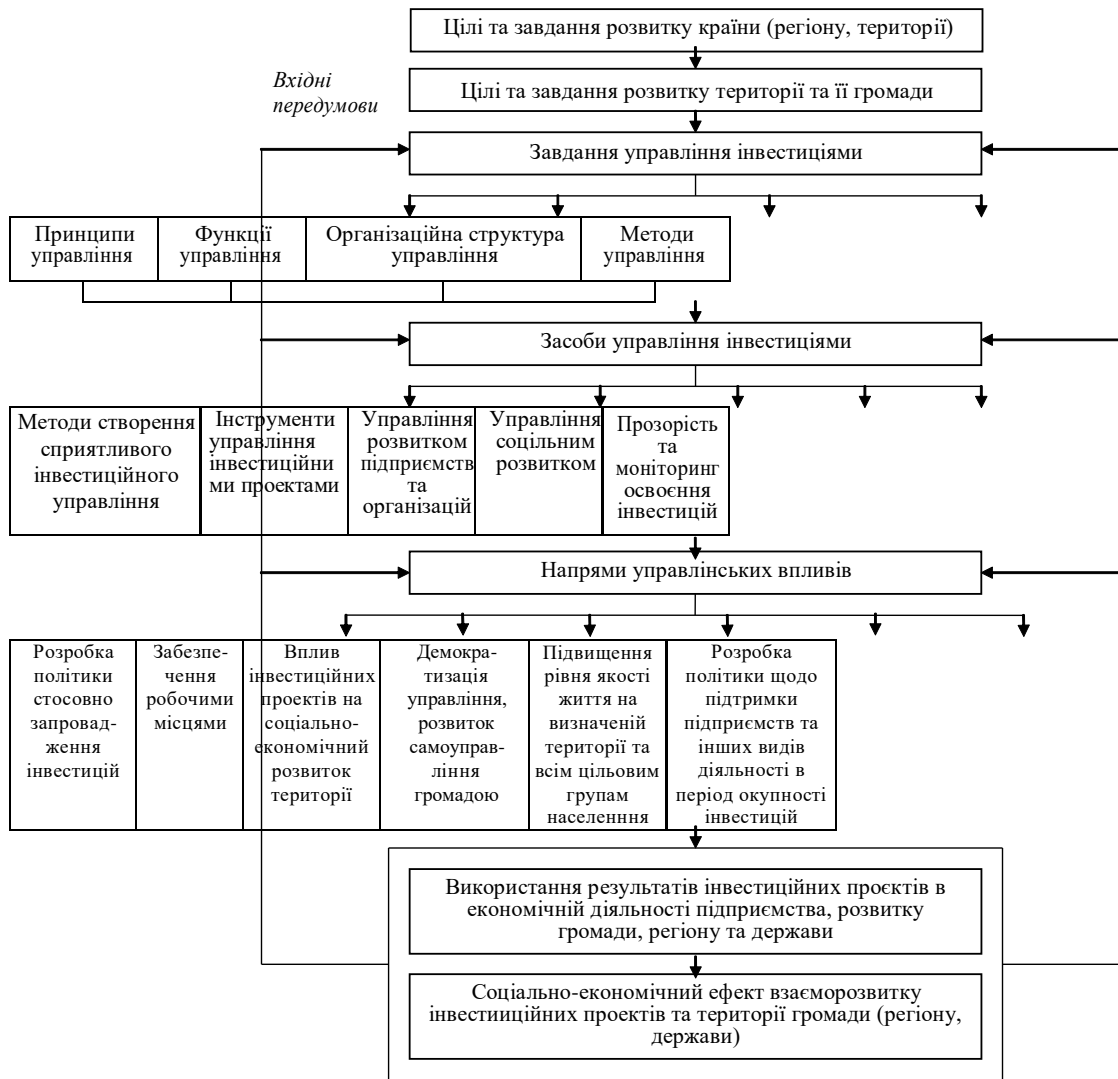 Цілі та завдання розвитку країни (регіону, території)
Вхідні
передумови
Цілі та завдання розвитку території та її громади
Завдання управління інвестиціями
Принципи
управління
Функції
управління
Організаційна структура
управління
Методи
управління
Засоби управління інвестиціями
Методи створення
сприятливого
інвестиційного
управління
Інструменти
управління
інвестиційни
ми проектами
Управління
розвитком
підприємств
та
організацій
Управління
соцільним
розвитком
Прозорість
та
моніторинг
освоєння
інвестицій
Напрями управлінських впливів
Розробка
політики
стосовно
запровад-
ження
інвестицій
Забезпе-
чення
робочими
місцями
Вплив
інвестиційних
проектів на
соціально-
економічний
розвиток
території
Демокра-
тизація
управління,
розвиток
самоуправ-
ління
громадою
Підвищення
рівня якості
життя на
визначеній
території та
всім цільовим
групам
населенння
Розробка
політики щодо
підтримки
підприємств та
інших видів
діяльності в
період окупності
інвестицій
Використання результатів інвестиційних проєктів в
економічній діяльності підприємства, розвитку
громади, регіону та держави
Соціально-економічний ефект взаєморозвитку
інвестииційних проектів та території громади (регіону,
держави)